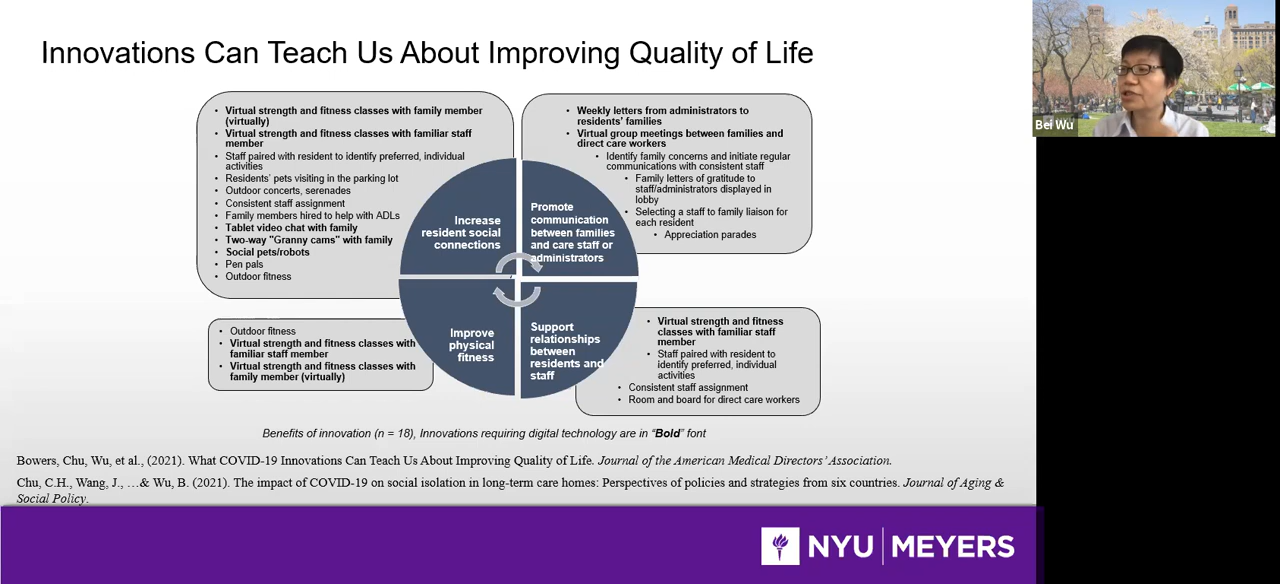 Innovations Can Teach Us About Improving Quality of Life
• Virtual strength and fitness classes with family member
(virtually)
• Virtual strength and fitness classes with familiar staff
member
• Staff paired with resident to identify preferred, individual
activities
• Residents' pets visiting in the parking lot
• Outdoor concerts, serenades
• Consistent staff assignment
• Family members hired to help with ADLs
• Tablet video chat with family
• Two-way "Granny cams" with family
• Social pets/robots
• Pen pals
• Outdoor fitness
• Weekly letters from administrators to
residents' families
• Virtual group meetings between families and
direct care workers
• Identify family concerns and initiate regular
communications with consistent staff
• Family letters of gratitude to
staff/administrators displayed in
lobby
• Selecting a staff to family liaison for
each resident
• Appreciation parades
Increase
resident social
connections
Promote
communication
between families
and care staff or
administrators
Improve
physical
fitness
Support
relationships
between
residents and
staff
• Outdoor fitness
• Virtual strength and fitness classes with
familiar staff member
• Virtual strength and fitness classes with
family member (virtually)
• Virtual strength and fitness
classes with familiar staff
member
• Staff paired with resident to
identify preferred, individual
activities
• Consistent staff assignment
• Room and board for direct care workers
Benefits of innovation (n = 18), Innovations requiring digital technology are in “Bold” font
Bowers, Chu, Wu, et al., (2021). What COVID-19 Innovations Can Teach Us About Improving Quality of Life. Journal of the American Medical Directors’ Association.
Chu, C.H., Wang, J., …& Wu, B. (2021). The impact of COVID-19 on social isolation in long-term care homes: Perspectives of policies and strategies from six countries. Journal of Aging &
Social Policy.
NYU | MEYERS
Bei Wu